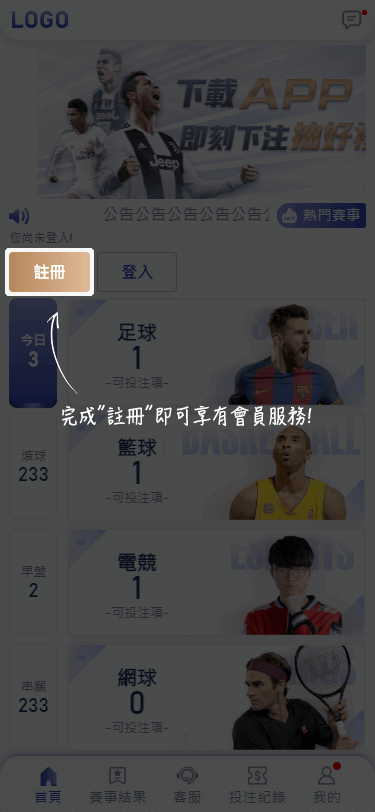 LOGO
下載APP
即刻下注抽好
Jeep
公告公告公告公告公告公
熱門賽事
您尚未登入!
註冊
登入
今日
3
足球
1
-可投注項-
完成"註冊"即可享有會員服務!
滾球
233
BASKETBALL
籃球
1
-可投注項-
早盤
2
ESPORTS
電競
1
-可投注項-
串關
233
網球
0
-可投注項-
首頁
賽事結果
客服
投注紀錄
我的